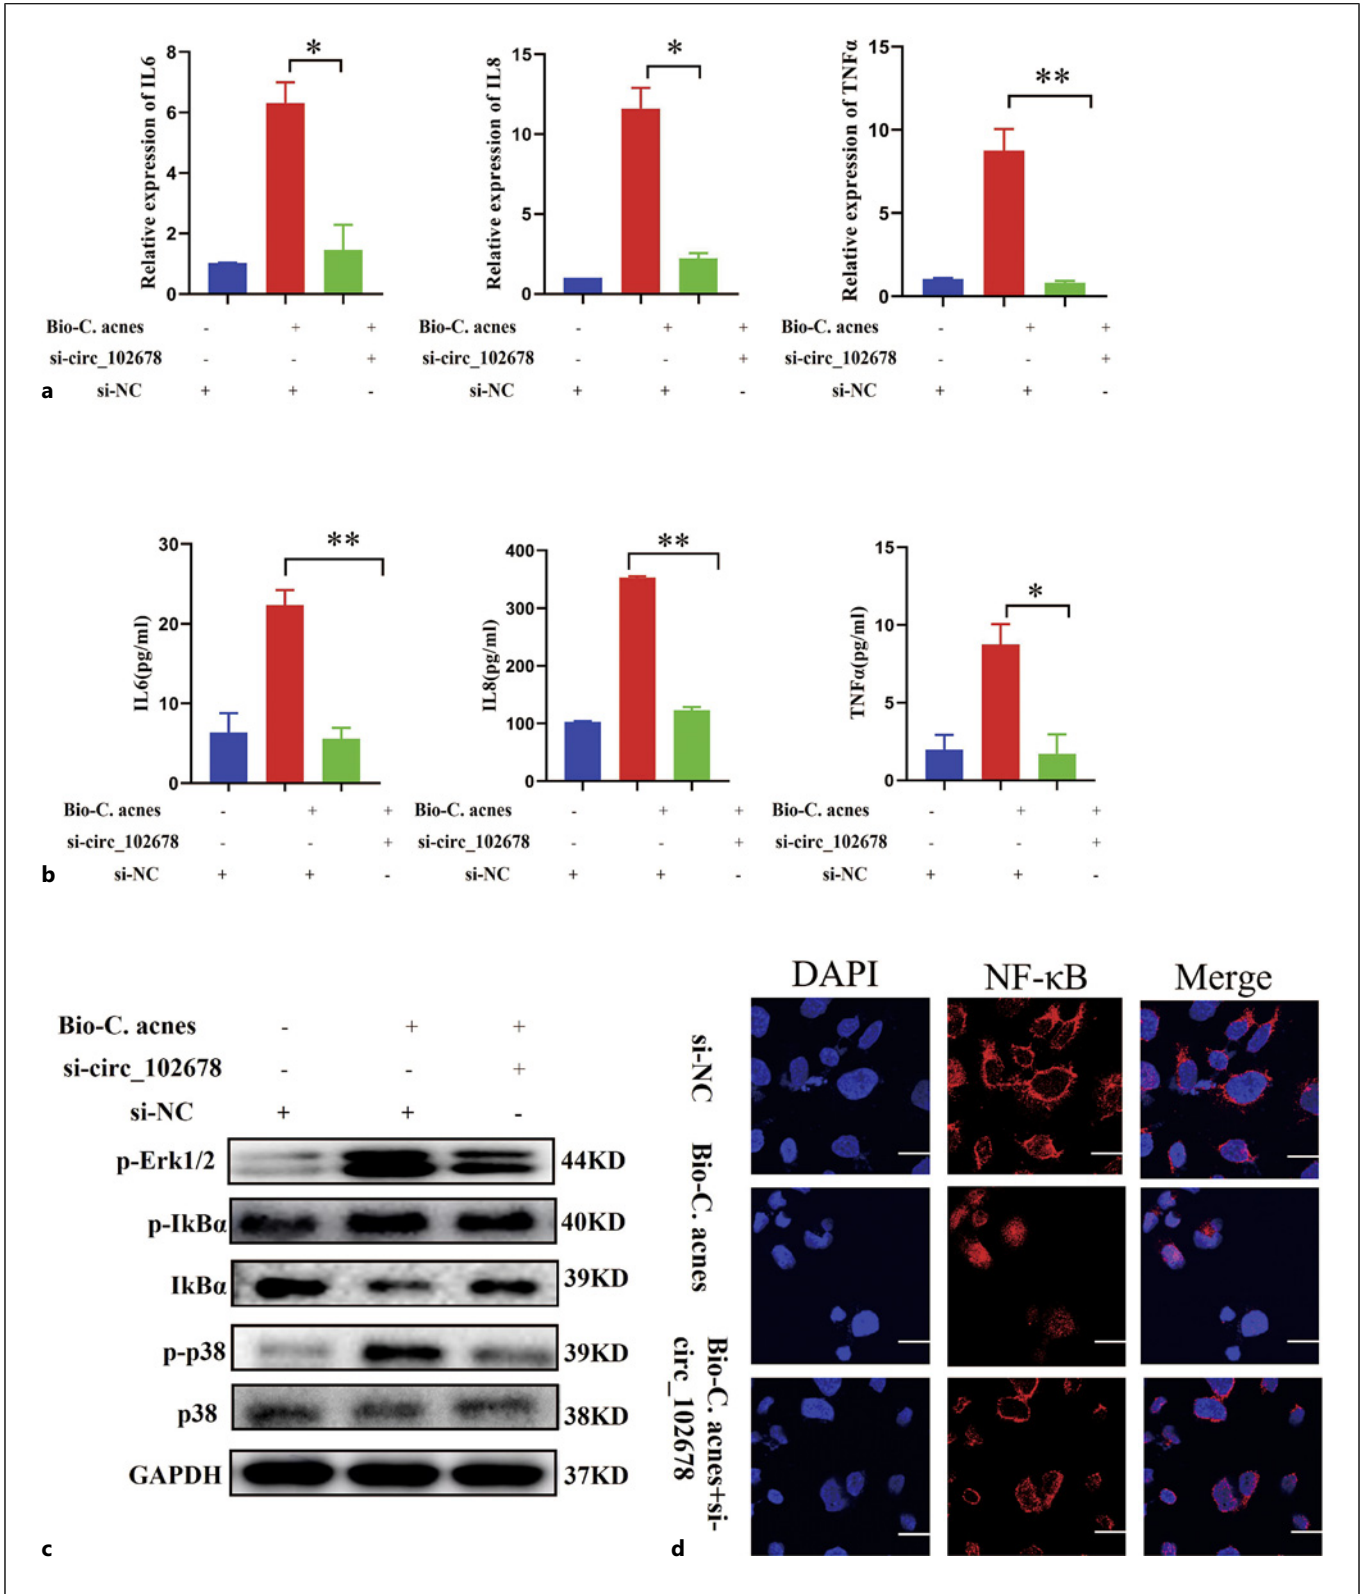 Relative expression of IL6
8
6
4
2
0
*
Relative expression of IL8
15
10
5
0
*
Relative expression of TNFα
15
10
5
0
**
Bio-C. acnes - + +
si-circ_102678 - - +
si-NC + + -
Bio-C. acnes - + +
si-circ_102678 - - +
si-NC + + -
Bio-C. acnes - + +
si-circ_102678 - - +
si-NC + + -
a
IL6(pg/ml)
30
20
10
0
**
IL8(pg/ml)
400
300
200
100
0
**
TNFα(pg/ml)
15
10
5
0
*
Bio-C. acnes - + +
si-circ_102678 - - +
si-NC + + -
Bio-C. acnes - + +
si-circ_102678 - - +
si-NC + + -
Bio-C. acnes - + +
si-circ_102678 - - +
si-NC + + -
b
Bio-C. acnes - + +
si-circ_102678 - - +
si-NC + + -
p-Erk1/2 44KD
p-IkBα 40KD
IkBα 39KD
p-p38 39KD
p38 38KD
GAPDH 37KD
c
DAPI NF-κB Merge
si-NC
Bio-C. acnes
Bio-C. acnes+si-
circ_102678
d